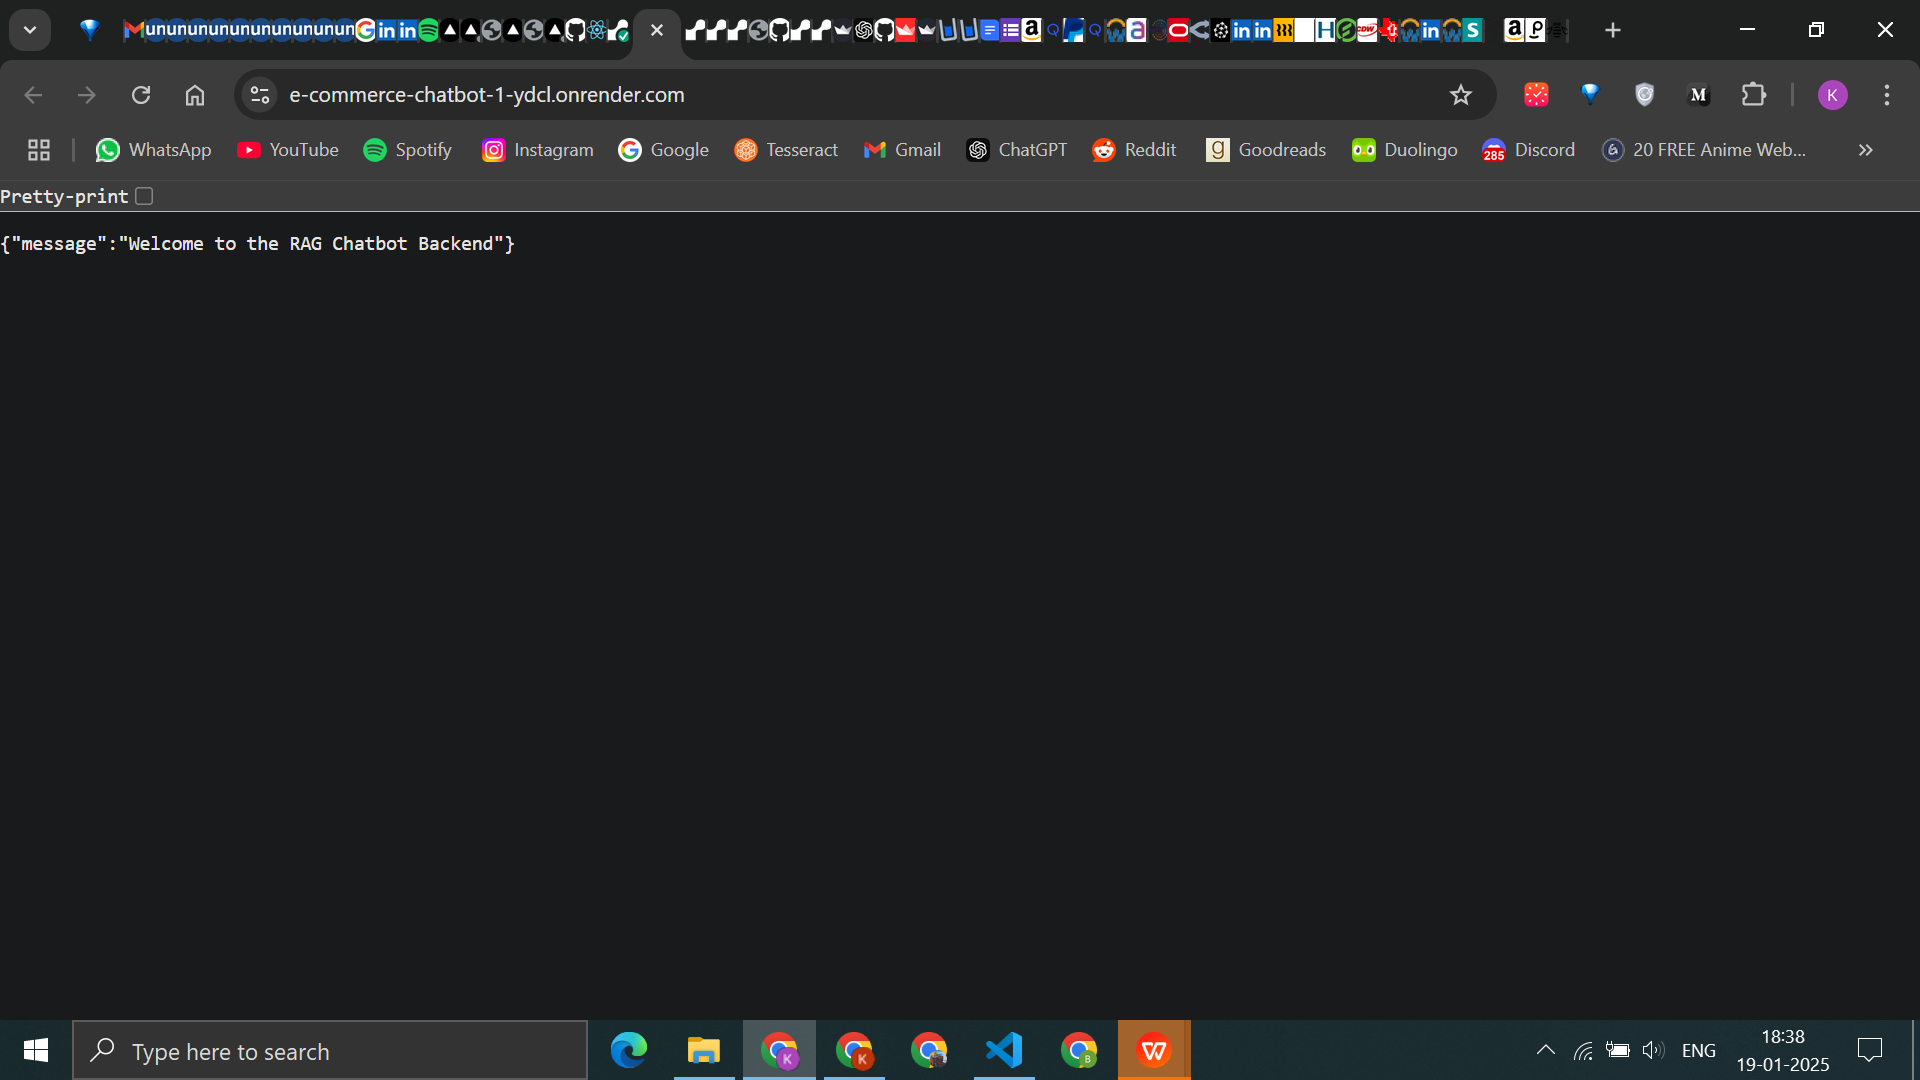 e-commerce-chatbot-1-ydcl.onrender.com
K
WhatsApp
YouTube
Spotify
Instagram
Google
Tesseract
Gmail
ChatGPT
Reddit
Goodreads
Duolingo
285
Discord
20 FREE Anime Web...
Pretty-print
{"message":"Welcome to the RAG Chatbot Backend"}
Type here to search
ENG
18:38
19-01-2025